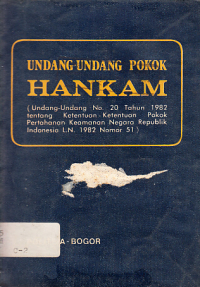 UNDANG-UNDANG POKOK
HANKAM
( Undang-Undang No. 20 Tahun 1982
tentang Ketentuan-Ketentuan Pokok
Pertahanan Keamanan Negara Republik
Indonesia L.N. 1982 Nomor 51 )
- BOGOR